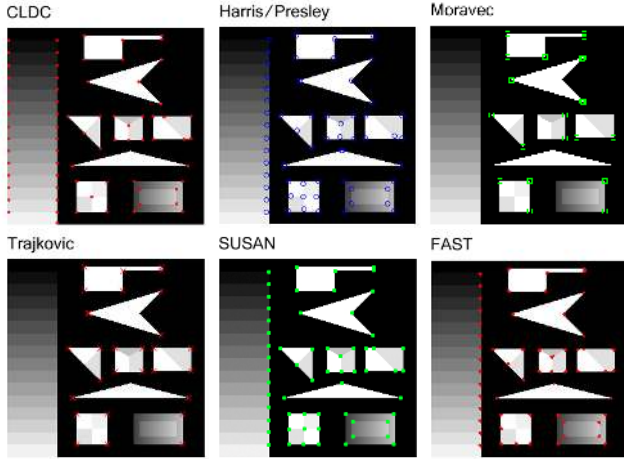 CLDC
Harris/Presley
Moravec
Trajkovic
SUSAN
FAST